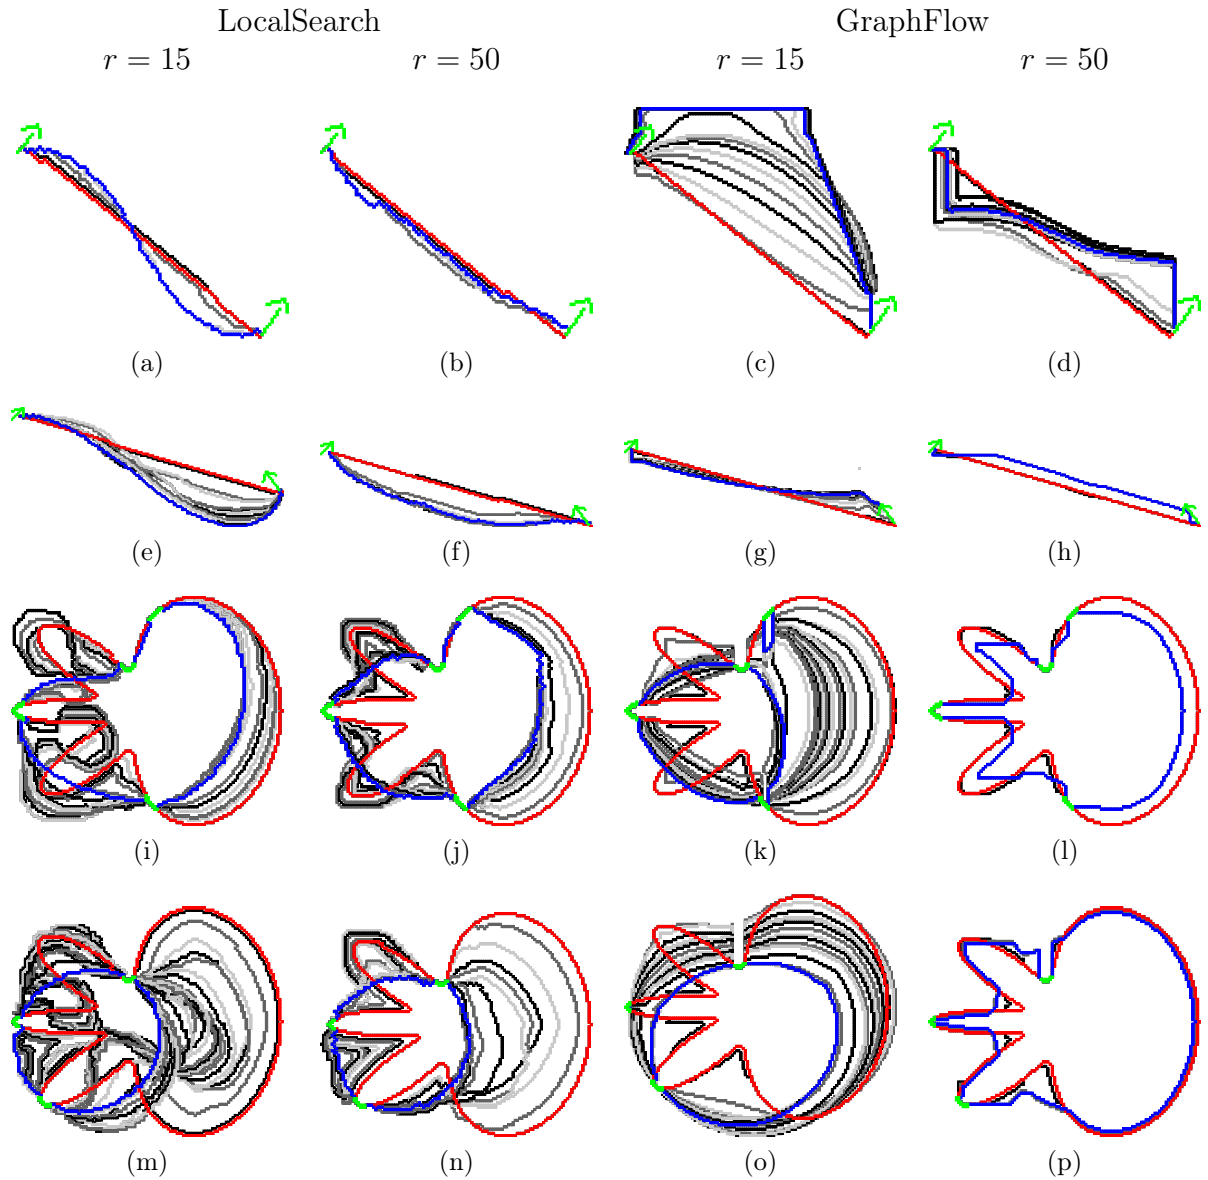 LocalSearch GraphFlow
r = 15 r = 50 r = 15 r = 50
(a) (b) (c) (d)
(e) (f) (g) (h)
(i) (j) (k) (l)
(m) (n) (o) (p)